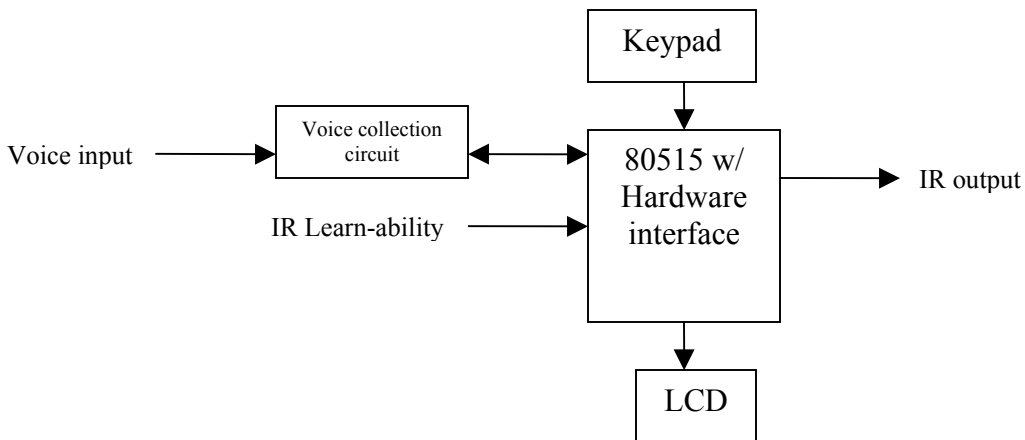 Keypad
Voice input
Voice collection
circuit
80515 w/
Hardware
interface
IR output
IR Learn-ability
LCD